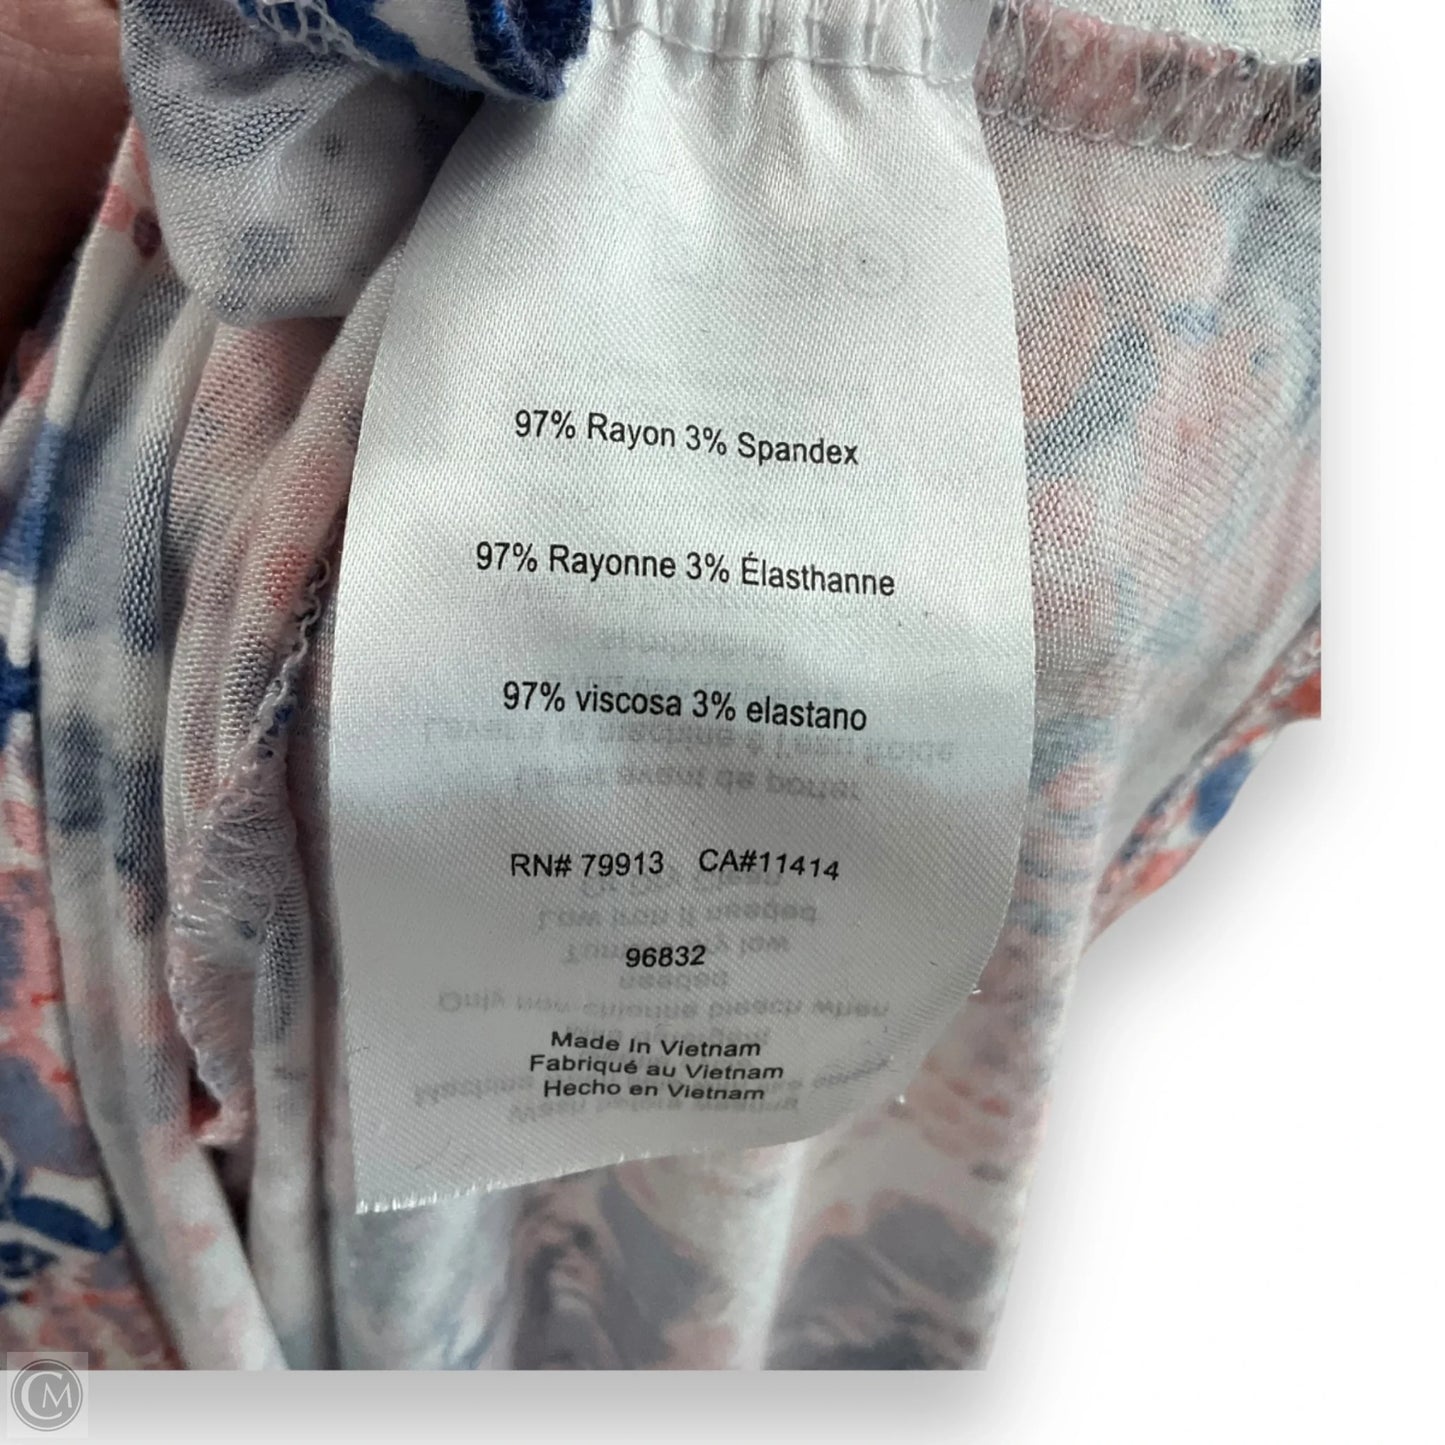 97% Rayon 3% Spandex
97% Rayonne 3% Élasthanne
97% viscosa 3% elastano
RN# 79913 CA#11414
96832
Made In Vietnam
Fabriqué au Vietnam
Hecho en Vietnam
CM